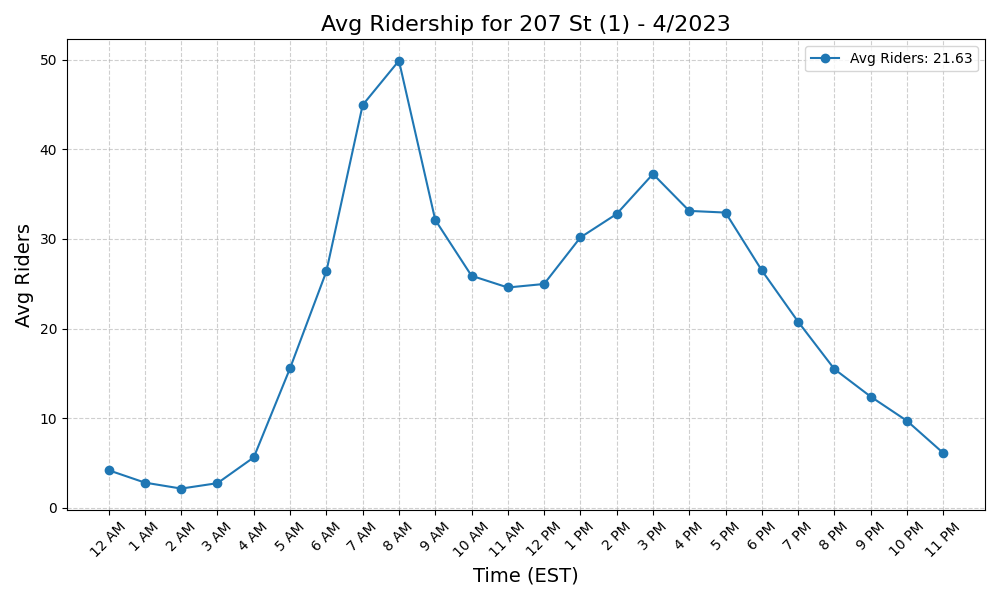 Avg Ridership for 207 St (1) - 4/2023
Avg Riders: 21.63
50
40
30
20
10
0
Avg Riders
12 AM
1 AM
2 AM
3 AM
4 AM
5 AM
6 AM
7 AM
8 AM
9 AM
10 AM
11 AM
12 PM
1 PM
2 PM
3 PM
4 PM
5 PM
6 PM
7 PM
8 PM
9 PM
10 PM
11 PM
Time (EST)